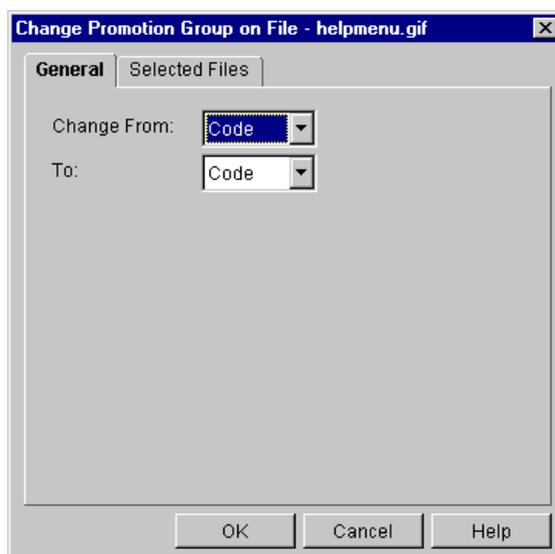 Change Promotion Group on File - helpmenu.gif
General Selected Files
Change From: Code
To: Code
OK Cancel Help